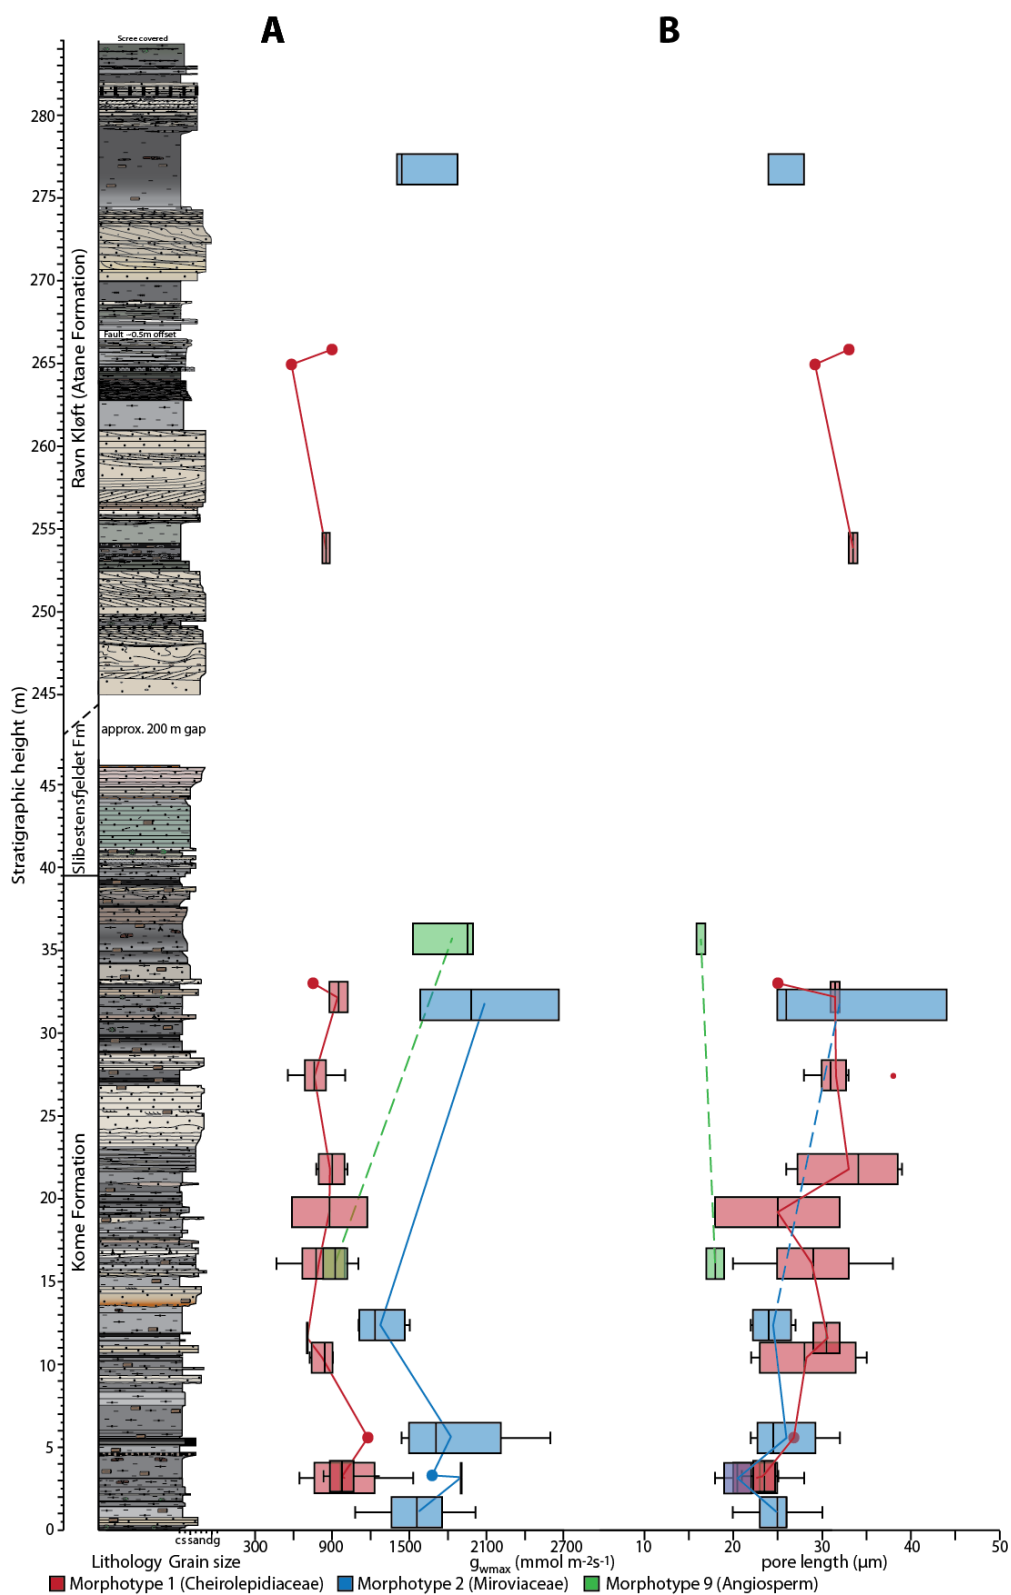 A
B
Scree covered
280
275
270
Fault ~0.5m offset
265
260
255
250
245
approx. 200 m gap
45
40
35
30
25
20
15
10
5
0
Stratigraphic height (m)
Ravn Kløft (Atane Formation)
Slibestensfjeldet Fm
Kome Formation
cssandg
300
900
1500
2100
2700
10
20
30
40
50
Lithology
Grain size
gwmax (mmol m-2s-1)
pore length (µm)
Morphotype 1 (Cheirolepidiaceae)
Morphotype 2 (Miroviaceae)
Morphotype 9 (Angiosperm)